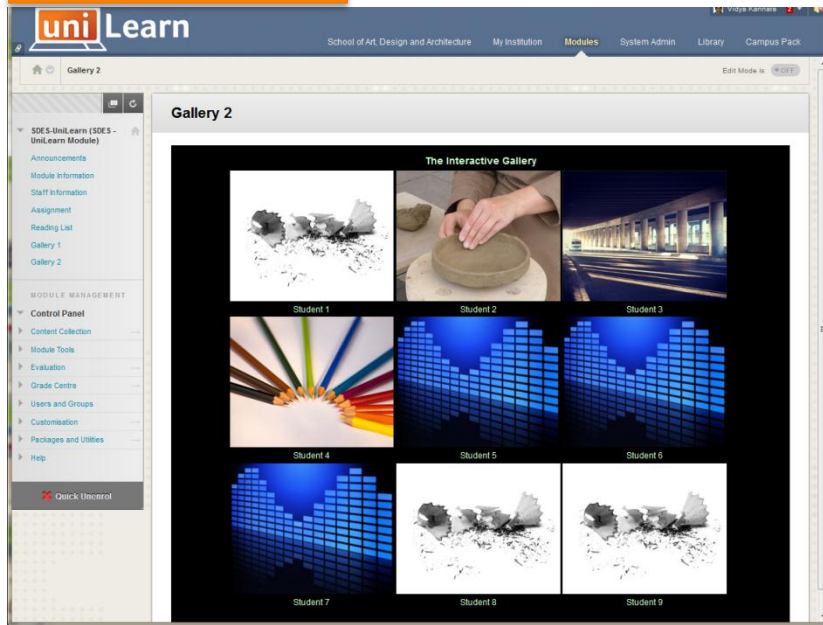 uniLearn
Vidya Kannara 2
School of Art, Design and Architecture My Institution Modules System Admin Library Campus Pack
Gallery 2
Edit Mode is: OFF
Gallery 2
SDES-UniLearn (SDES -
UniLearn Module)
Announcements
Module Information
Staff Information
Assignment
Reading List
Gallery 1
Gallery 2
MODULE MANAGEMENT
Control Panel
Content Collection
Module Tools
Evaluation
Grade Centre
Users and Groups
Customisation
Packages and Utilities
Help
Quick Unenrol
The Interactive Gallery
Student 1 Student 2 Student 3
Student 4 Student 5 Student 6
Student 7 Student 8 Student 9